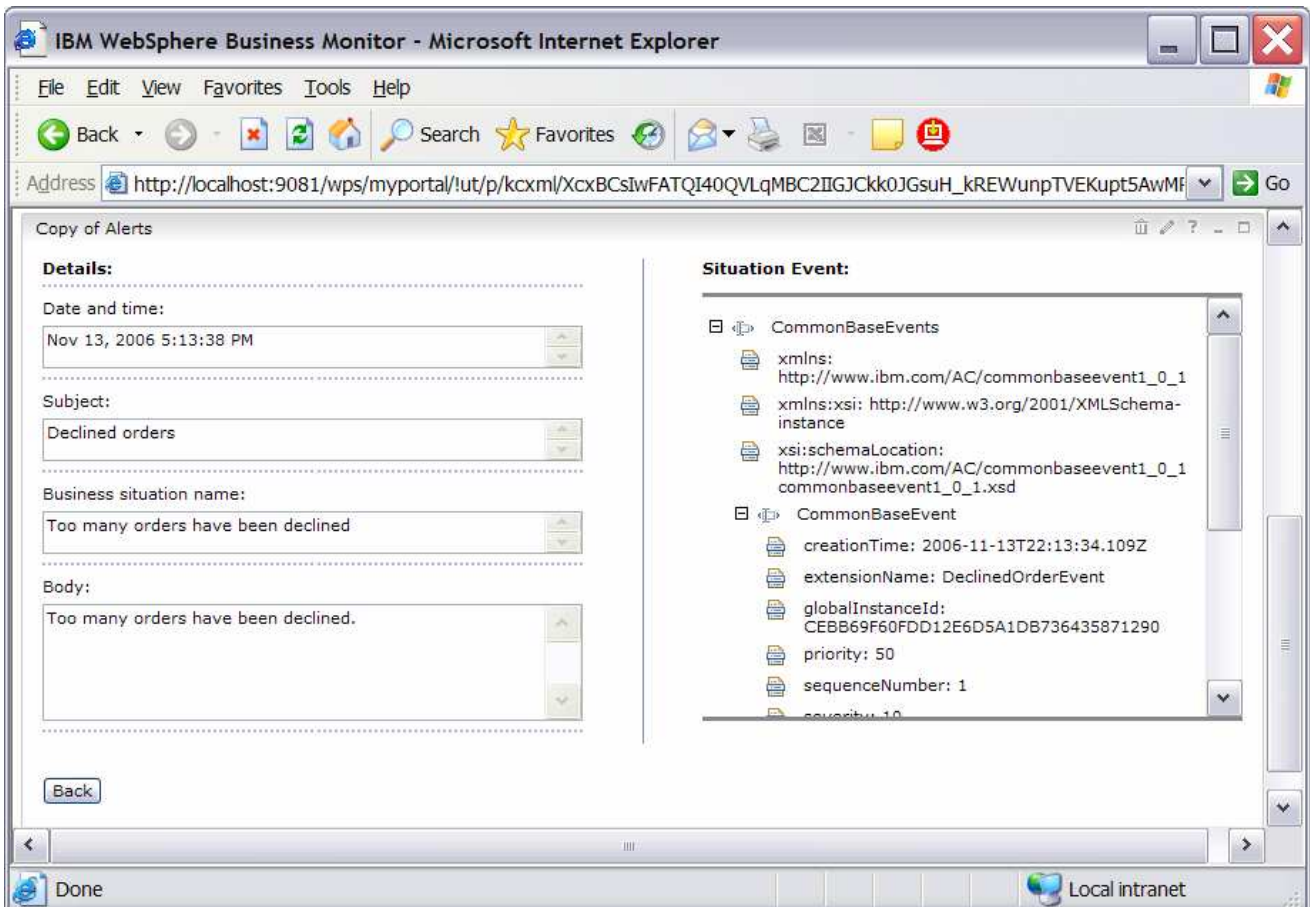 IBM WebSphere Business Monitor - Microsoft Internet Explorer
File Edit View Favorites Tools Help
Back Search Favorites
Address http://localhost:9081/wps/myportal/!ut/p/kcxml/XcxBCsIwFATQI40QVLqMBC2IIGJCkk0JGsuH_kREWunpTVEKupt5AwMF Go
Copy of Alerts
Details:
Date and time:
Nov 13, 2006 5:13:38 PM
Subject:
Declined orders
Business situation name:
Too many orders have been declined
Body:
Too many orders have been declined.
Back
Situation Event:
CommonBaseEvents
xmlns:
http://www.ibm.com/AC/commonbaseevent1_0_1
xmlns:xsi: http://www.w3.org/2001/XMLSchema-
instance
xsi:schemaLocation:
http://www.ibm.com/AC/commonbaseevent1_0_1
commonbaseevent1_0_1.xsd
CommonBaseEvent
creationTime: 2006-11-13T22:13:34.109Z
extensionName: DeclinedOrderEvent
globalInstanceId:
CEBB69F60FDD12E6D5A1DB736435871290
priority: 50
sequenceNumber: 1
severity: 10
Done
Local intranet